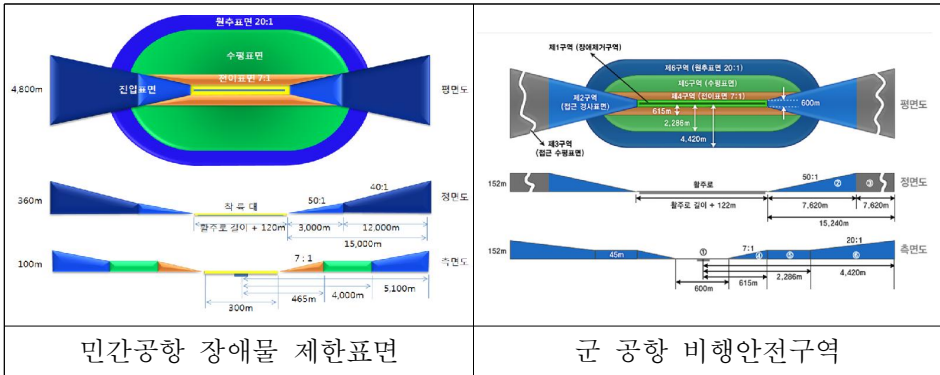 원추표면 20:1
수평표면
전이표면 7:1
4,800m
진입표면
평면도
360m
착륙대
50:1
40:1
정면도
활주로 길이 + 120m
3,000m
12,000m
15,000m
100m
7 : 1
측면도
5,100m
4,000m
465m
300m
민간공항 장애물 제한표면
제1구역 (장애제거구역)
제6구역 (원추표면 20:1)
제5구역 (수평표면)
제4구역 (전이표면 7:1)
제2구역
(접근 경사표면)
600m
평면도
615m
2,286m
4,420m
제3구역
(접근 수평표면)
152m
활주로
50:1
②
③
정면도
활주로 길이 + 122m
7,620m
7,620m
15,240m
152m
45m
①
7:1
④
⑤
20:1
⑥
측면도
600m
615m
2,286m
4,420m
군 공항 비행안전구역